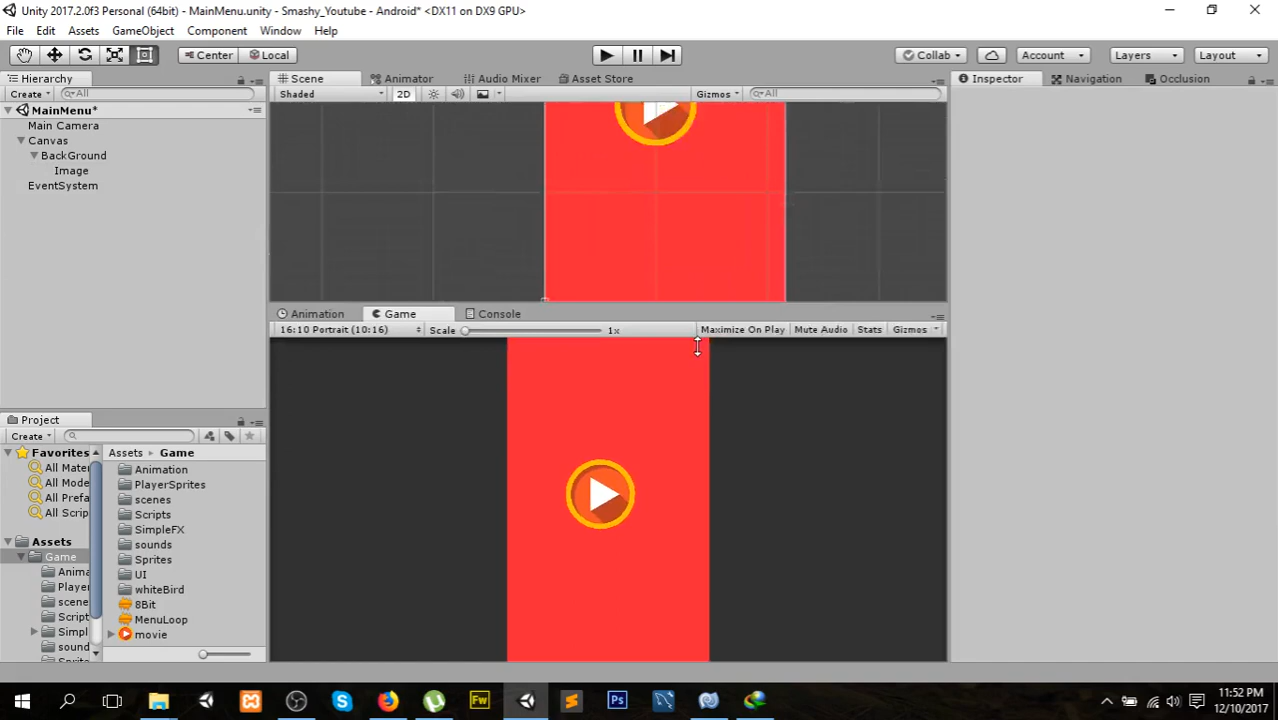 Unity 2017.2.0f3 Personal (64bit) - MainMenu.unity - Smashy_Youtube - Android* <DX11 on DX9 GPU>
File Edit Assets GameObject Component Window Help
Center Local Collab Account Layers Layout
Hierarchy Scene Animator Audio Mixer Asset Store Inspector Navigation Occlusion
Create All Shaded 2D Gizmos All
MainMenu*
Main Camera
Canvas
BackGround
Image
EventSystem
Animation Game Console
16:10 Portrait (10:16) Scale 1x Maximize On Play Mute Audio Stats Gizmos
Project
Create
Favorites Assets Game
All Mater Animation
All Mode PlayerSprites
All Prefa scenes
All Scrip Scripts
SimpleFX
Assets sounds
Game Sprites
Anima UI
Player whiteBird
scene 8Bit
Script MenuLoop
Simpl movie
sound
Fw Ps
11:52 PM
12/10/2017